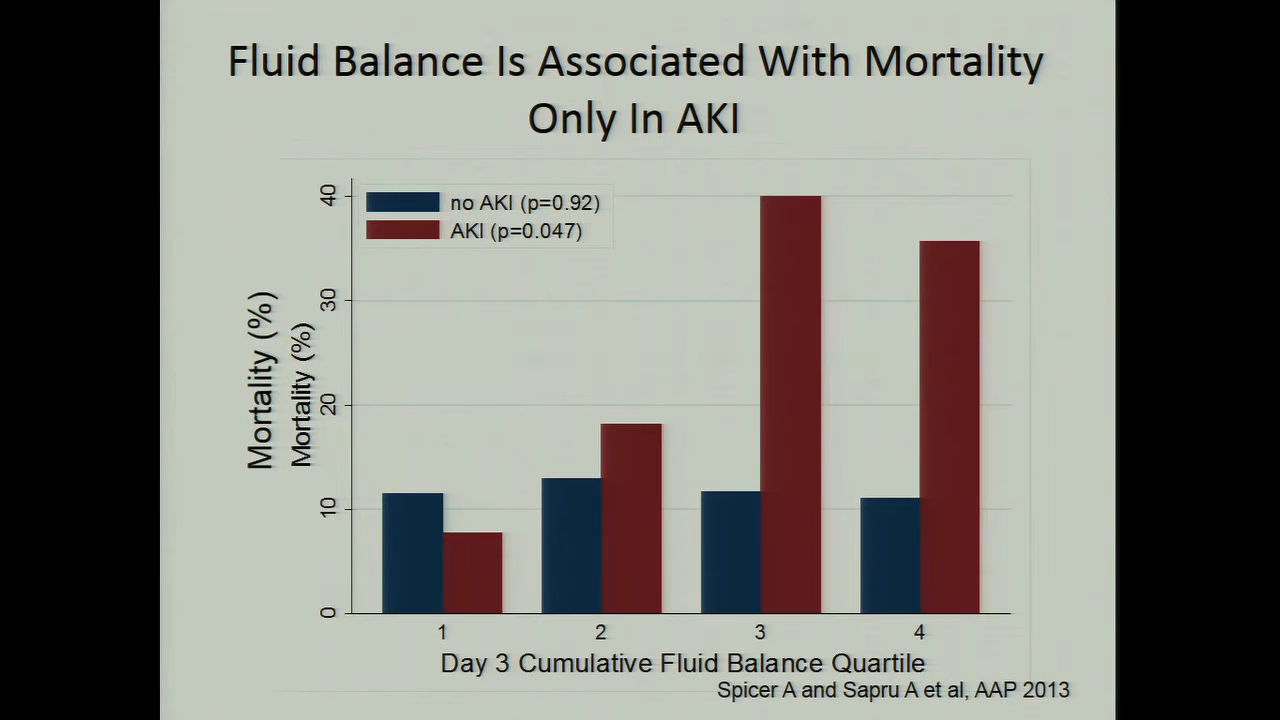 Fluid Balance Is Associated With Mortality
Only In AKI
no AKI (p=0.92)
AKI (p=0.047)
Mortality (%)
Mortality (%)
40
30
20
10
0
1 2 3 4
Day 3 Cumulative Fluid Balance Quartile
Spicer A and Sapru A et al, AAP 2013